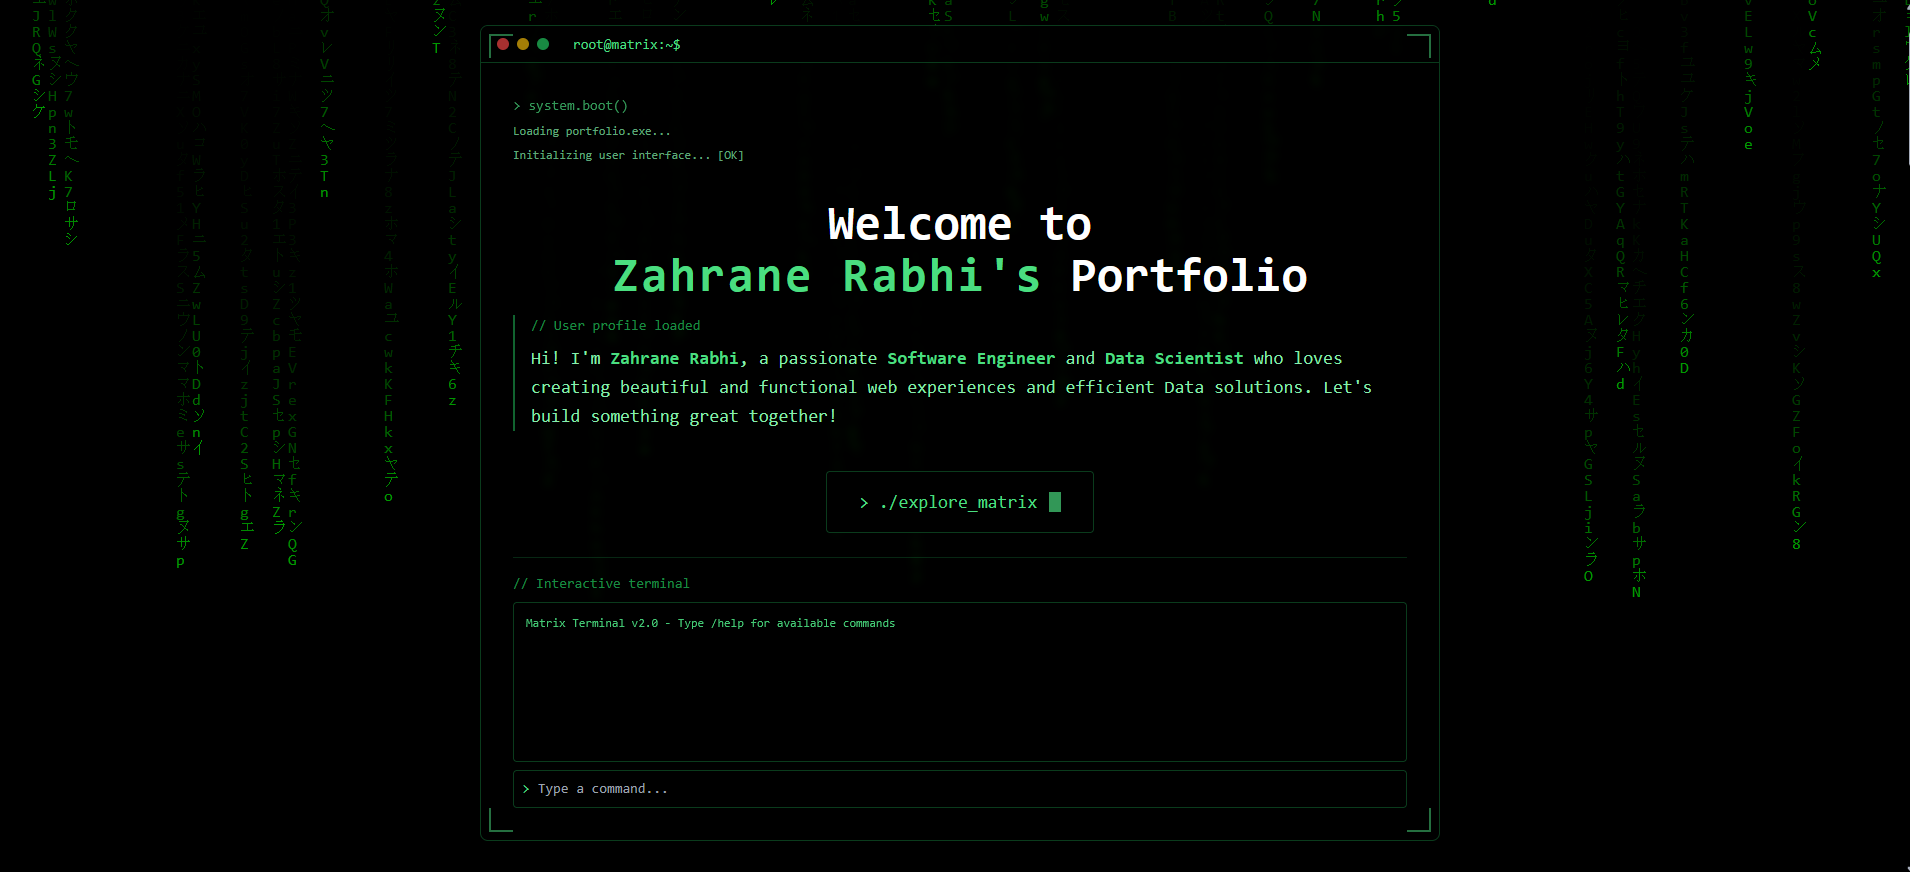 root@matrix:~$
> system.boot()
Loading portfolio.exe...
Initializing user interface... [OK]
Welcome to
Zahrane Rabhi's Portfolio
// User profile loaded
Hi! I'm Zahrane Rabhi, a passionate Software Engineer and Data Scientist who loves
creating beautiful and functional web experiences and efficient Data solutions. Let's
build something great together!
> ./explore_matrix
// Interactive terminal
Matrix Terminal v2.0 - Type /help for available commands
> Type a command...